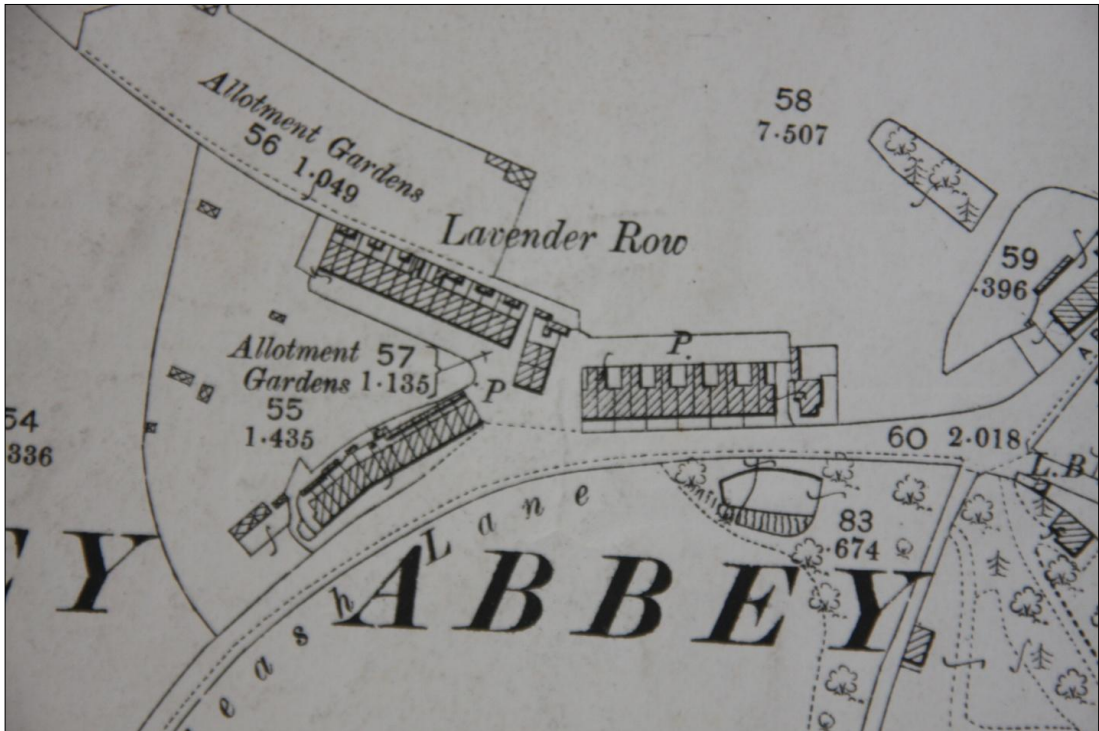 Allotment Gardens
56 1·049
58
7·507
Lavender Row
59
·396
Allotment 57
Gardens 1·135
P
P.
55
1·435
54
336
60 2·018
L.B.
83
·674
EY ABBEY
eash Lane